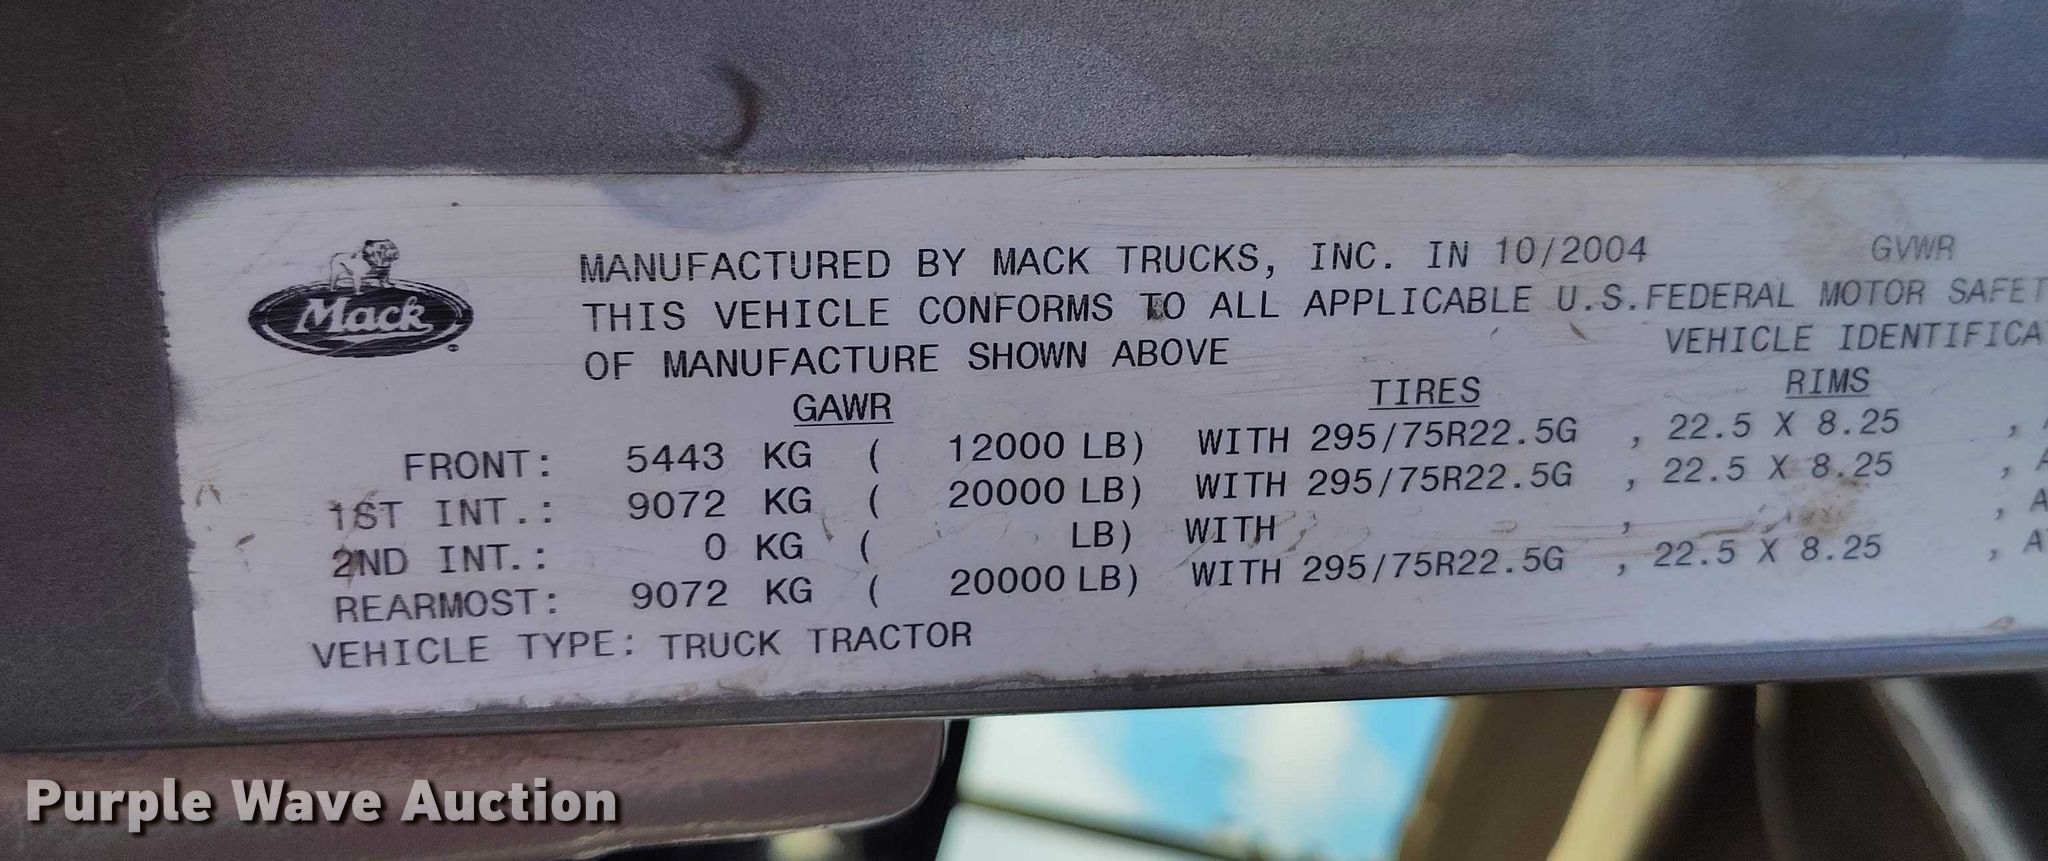 Mack
MANUFACTURED BY MACK TRUCKS, INC. IN 10/2004 GVWR
THIS VEHICLE CONFORMS TO ALL APPLICABLE U.S.FEDERAL MOTOR SAFET
OF MANUFACTURE SHOWN ABOVE VEHICLE IDENTIFICA
GAWR TIRES RIMS
FRONT: 5443 KG ( 12000 LB) WITH 295/75R22.5G , 22.5 X 8.25 ,
1ST INT.: 9072 KG ( 20000 LB) WITH 295/75R22.5G , 22.5 X 8.25 , A
2ND INT.: 0 KG ( LB) WITH , , A
REARMOST: 9072 KG ( 20000 LB) WITH 295/75R22.5G , 22.5 X 8.25 , A
VEHICLE TYPE: TRUCK TRACTOR
Purple Wave Auction